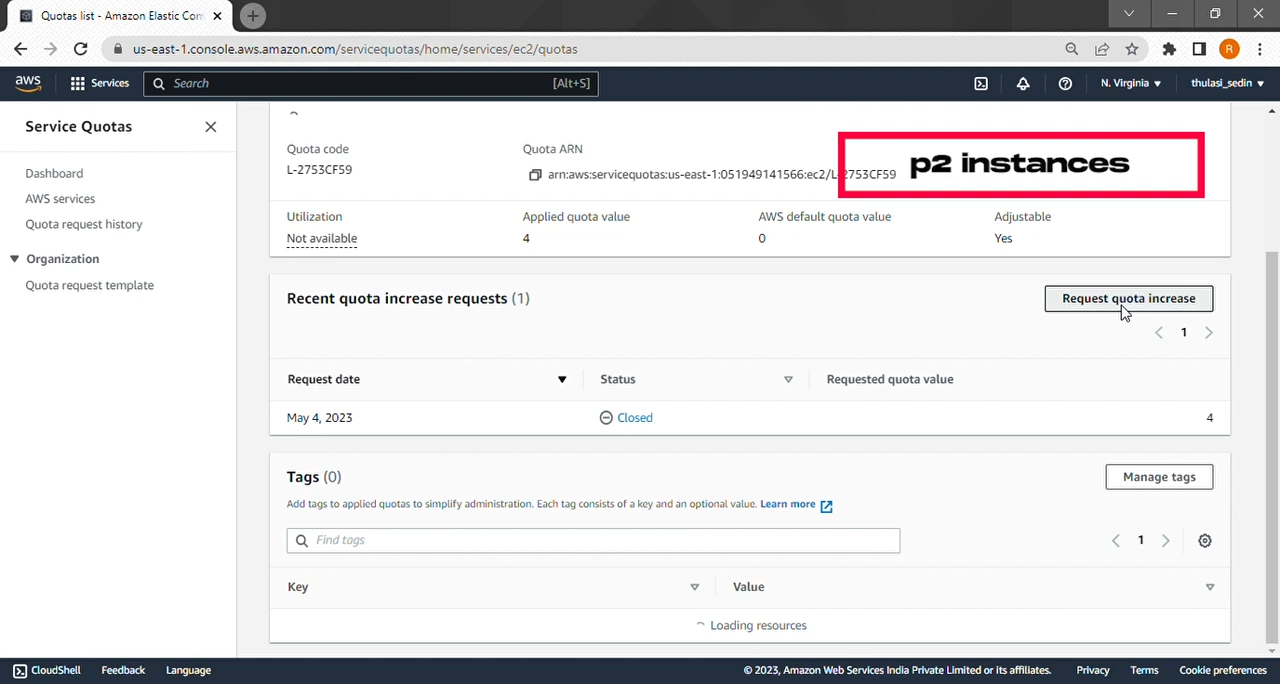 Quotas list - Amazon Elastic Com
us-east-1.console.aws.amazon.com/servicequotas/home/services/ec2/quotas
R
aws
Services
Search
[Alt+S]
N. Virginia
thulasi_sedin
Service Quotas
Dashboard
AWS services
Quota request history
Organization
Quota request template
Quota code
Quota ARN
L-2753CF59
arn:aws:servicequotas:us-east-1:051949141566:ec2/L-2753CF59
p2 instances
Utilization
Applied quota value
AWS default quota value
Adjustable
Not available
4
0
Yes
Recent quota increase requests (1)
Request quota increase
1
Request date
Status
Requested quota value
May 4, 2023
Closed
4
Tags (0)
Manage tags
Add tags to applied quotas to simplify administration. Each tag consists of a key and an optional value. Learn more
Find tags
1
Key
Value
Loading resources
CloudShell
Feedback
Language
© 2023, Amazon Web Services India Private Limited or its affiliates.
Privacy
Terms
Cookie preferences